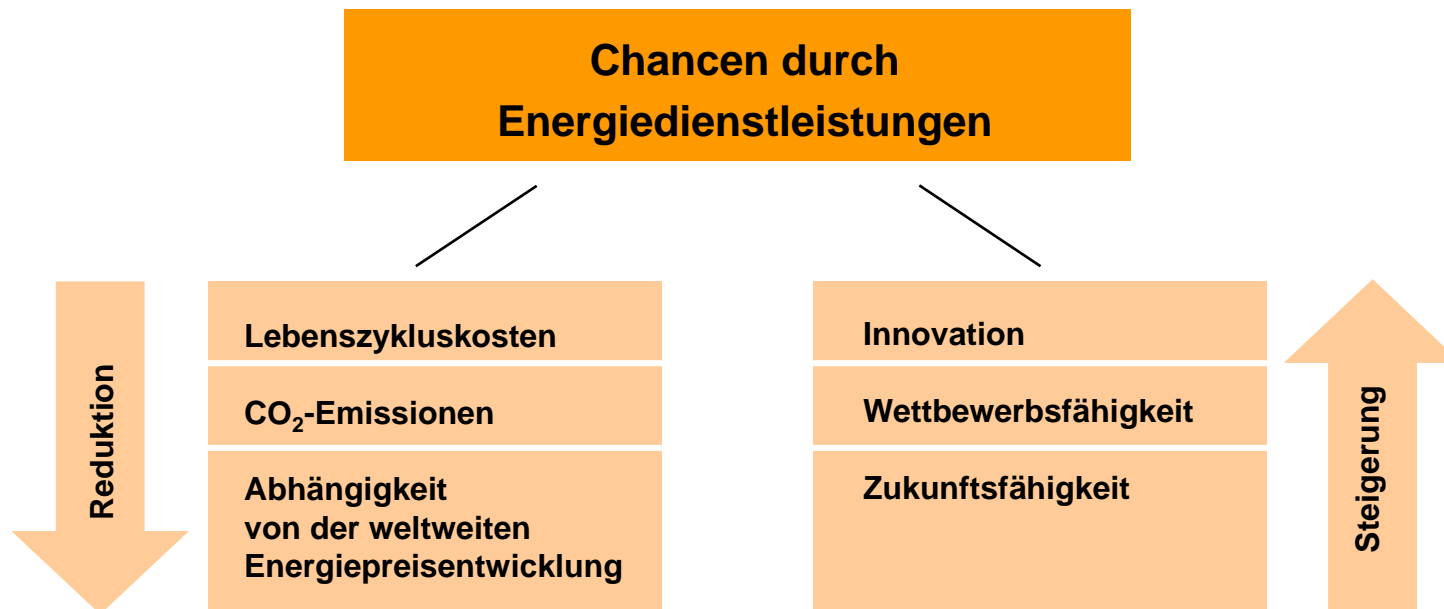 Chancen durch
Energiedienstleistungen
Reduktion
Lebenszykluskosten
CO₂-Emissionen
Abhängigkeit
von der weltweiten
Energiepreisentwicklung
Innovation
Wettbewerbsfähigkeit
Zukunftsfähigkeit
Steigerung